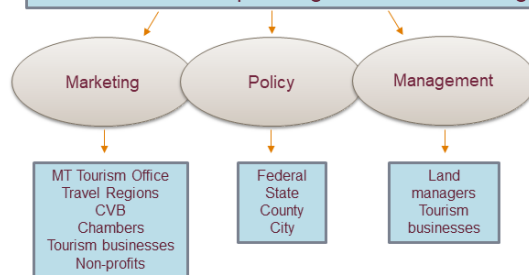 Marketing
Policy
Management
MT Tourism Office
Travel Regions
CVB
Chambers
Tourism businesses
Non-profits
Federal
State
County
City
Land
managers
Tourism
businesses